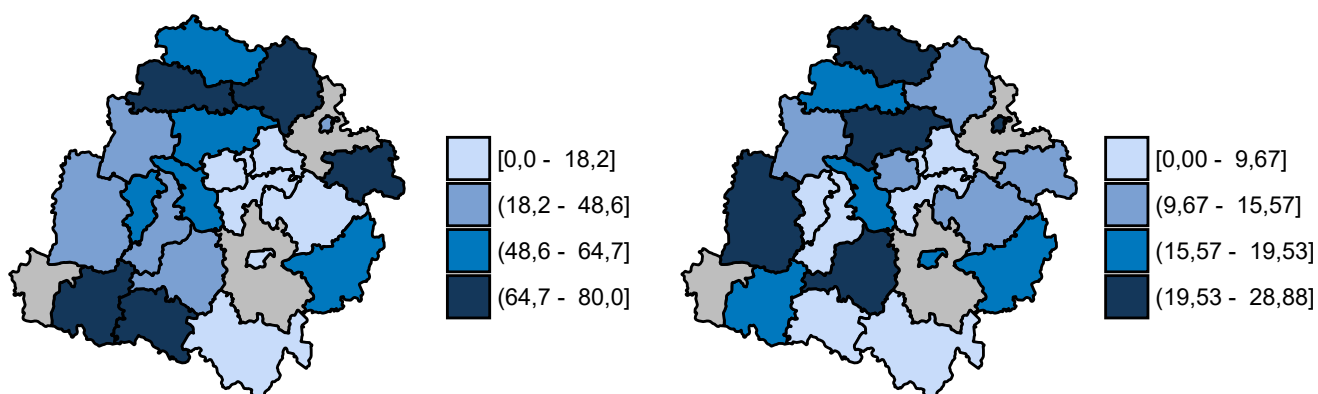 [0,0 - 18,2]
(18,2 - 48,6]
(48,6 - 64,7]
(64,7 - 80,0]
[0,00 - 9,67]
(9,67 - 15,57]
(15,57 - 19,53]
(19,53 - 28,88]